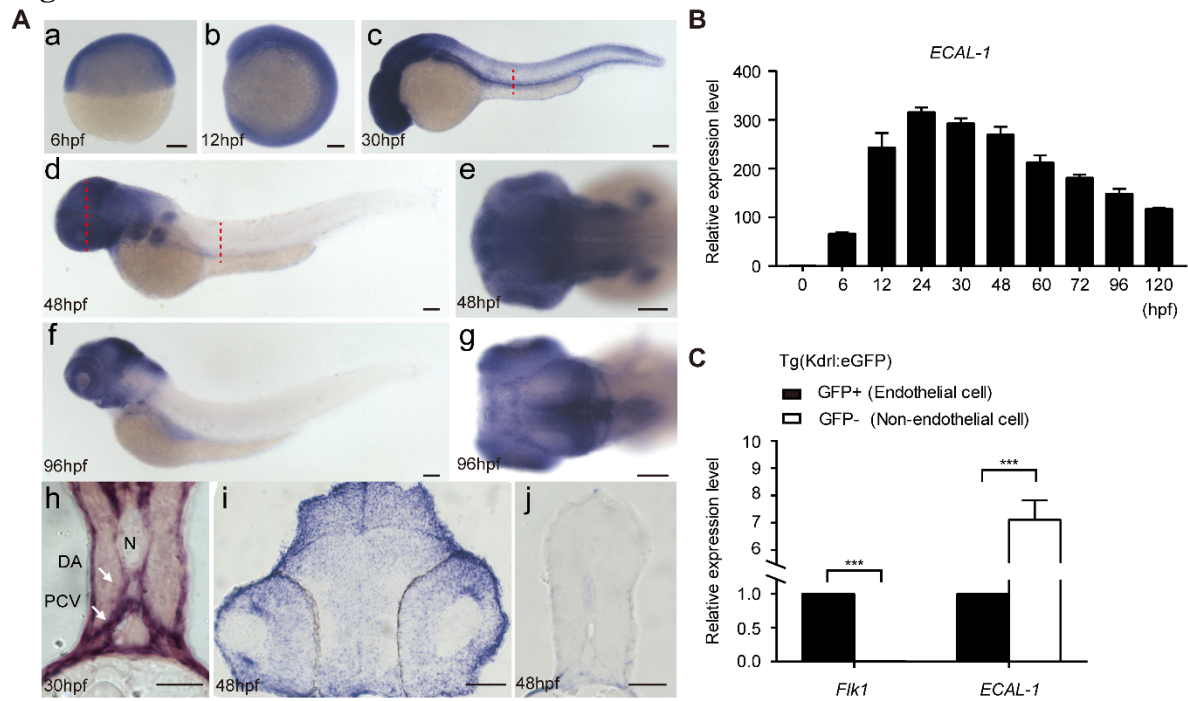 A
a
6hpf
b
12hpf
c
30hpf
d
48hpf
e
48hpf
f
96hpf
g
96hpf
h
N
DA
PCV
30hpf
i
48hpf
j
48hpf
B
ECAL-1
Relative expression level
400
300
200
100
0
0 6 12 24 30 48 60 72 96 120
(hpf)
C
Tg(Kdrl:eGFP)
GFP+ (Endothelial cell)
GFP- (Non-endothelial cell)
Relative expression level
10
9
8
7
6
1.0
0.5
0.0
***
***
Flk1 ECAL-1